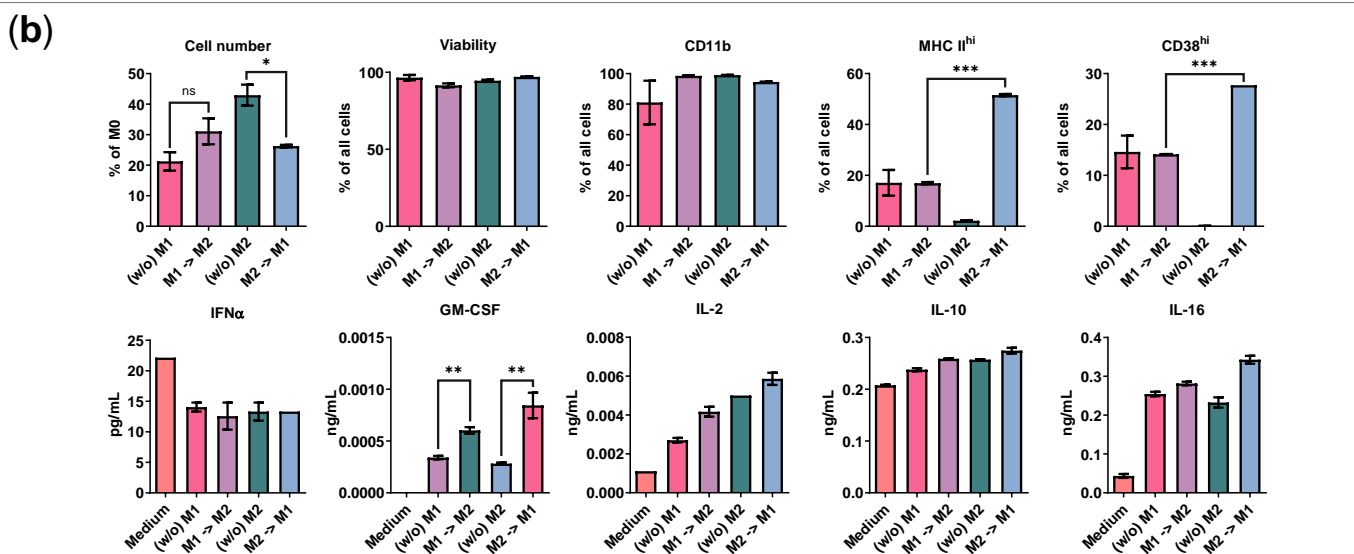 (b)
Cell number
% of M0
50
40
30
20
10
0
ns
*
(w/o) M1
M1 -> M2
(w/o) M2
M2 -> M1
Viability
% of all cells
100
50
0
(w/o) M1
M1 -> M2
(w/o) M2
M2 -> M1
CD11b
% of all cells
100
80
60
40
20
0
(w/o) M1
M1 -> M2
(w/o) M2
M2 -> M1
MHC IIhi
% of all cells
60
40
20
0
***
(w/o) M1
M1 -> M2
(w/o) M2
M2 -> M1
CD38hi
% of all cells
30
20
10
0
***
(w/o) M1
M1 -> M2
(w/o) M2
M2 -> M1
IFNα
pg/mL
25
20
15
10
5
0
Medium
(w/o) M1
M1 -> M2
(w/o) M2
M2 -> M1
GM-CSF
ng/mL
0.0015
0.0010
0.0005
0.0000
**
**
Medium
(w/o) M1
M1 -> M2
(w/o) M2
M2 -> M1
IL-2
ng/mL
0.008
0.006
0.004
0.002
0.000
Medium
(w/o) M1
M1 -> M2
(w/o) M2
M2 -> M1
IL-10
ng/mL
0.3
0.2
0.1
0.0
Medium
(w/o) M1
M1 -> M2
(w/o) M2
M2 -> M1
IL-16
ng/mL
0.4
0.3
0.2
0.1
0.0
Medium
(w/o) M1
M1 -> M2
(w/o) M2
M2 -> M1